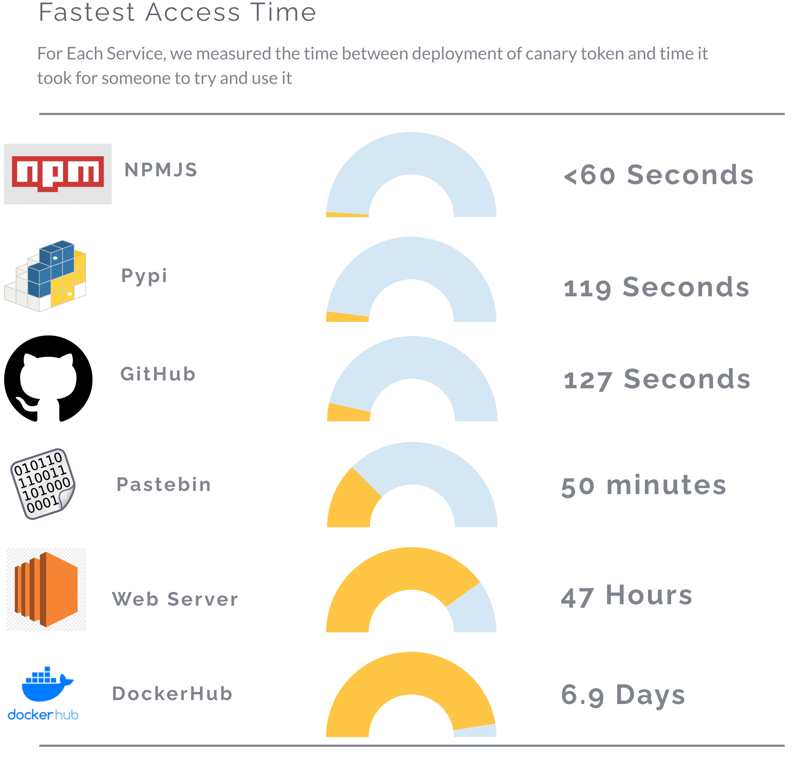 Fastest Access Time
For Each Service, we measured the time between deployment of canary token and time it
took for someone to try and use it
npm
NPMJS
<60 Seconds
Pypi
119 Seconds
GitHub
127 Seconds
010110
110011
101000
0001
Pastebin
50 minutes
Web Server
47 Hours
dockerhub
DockerHub
6.9 Days